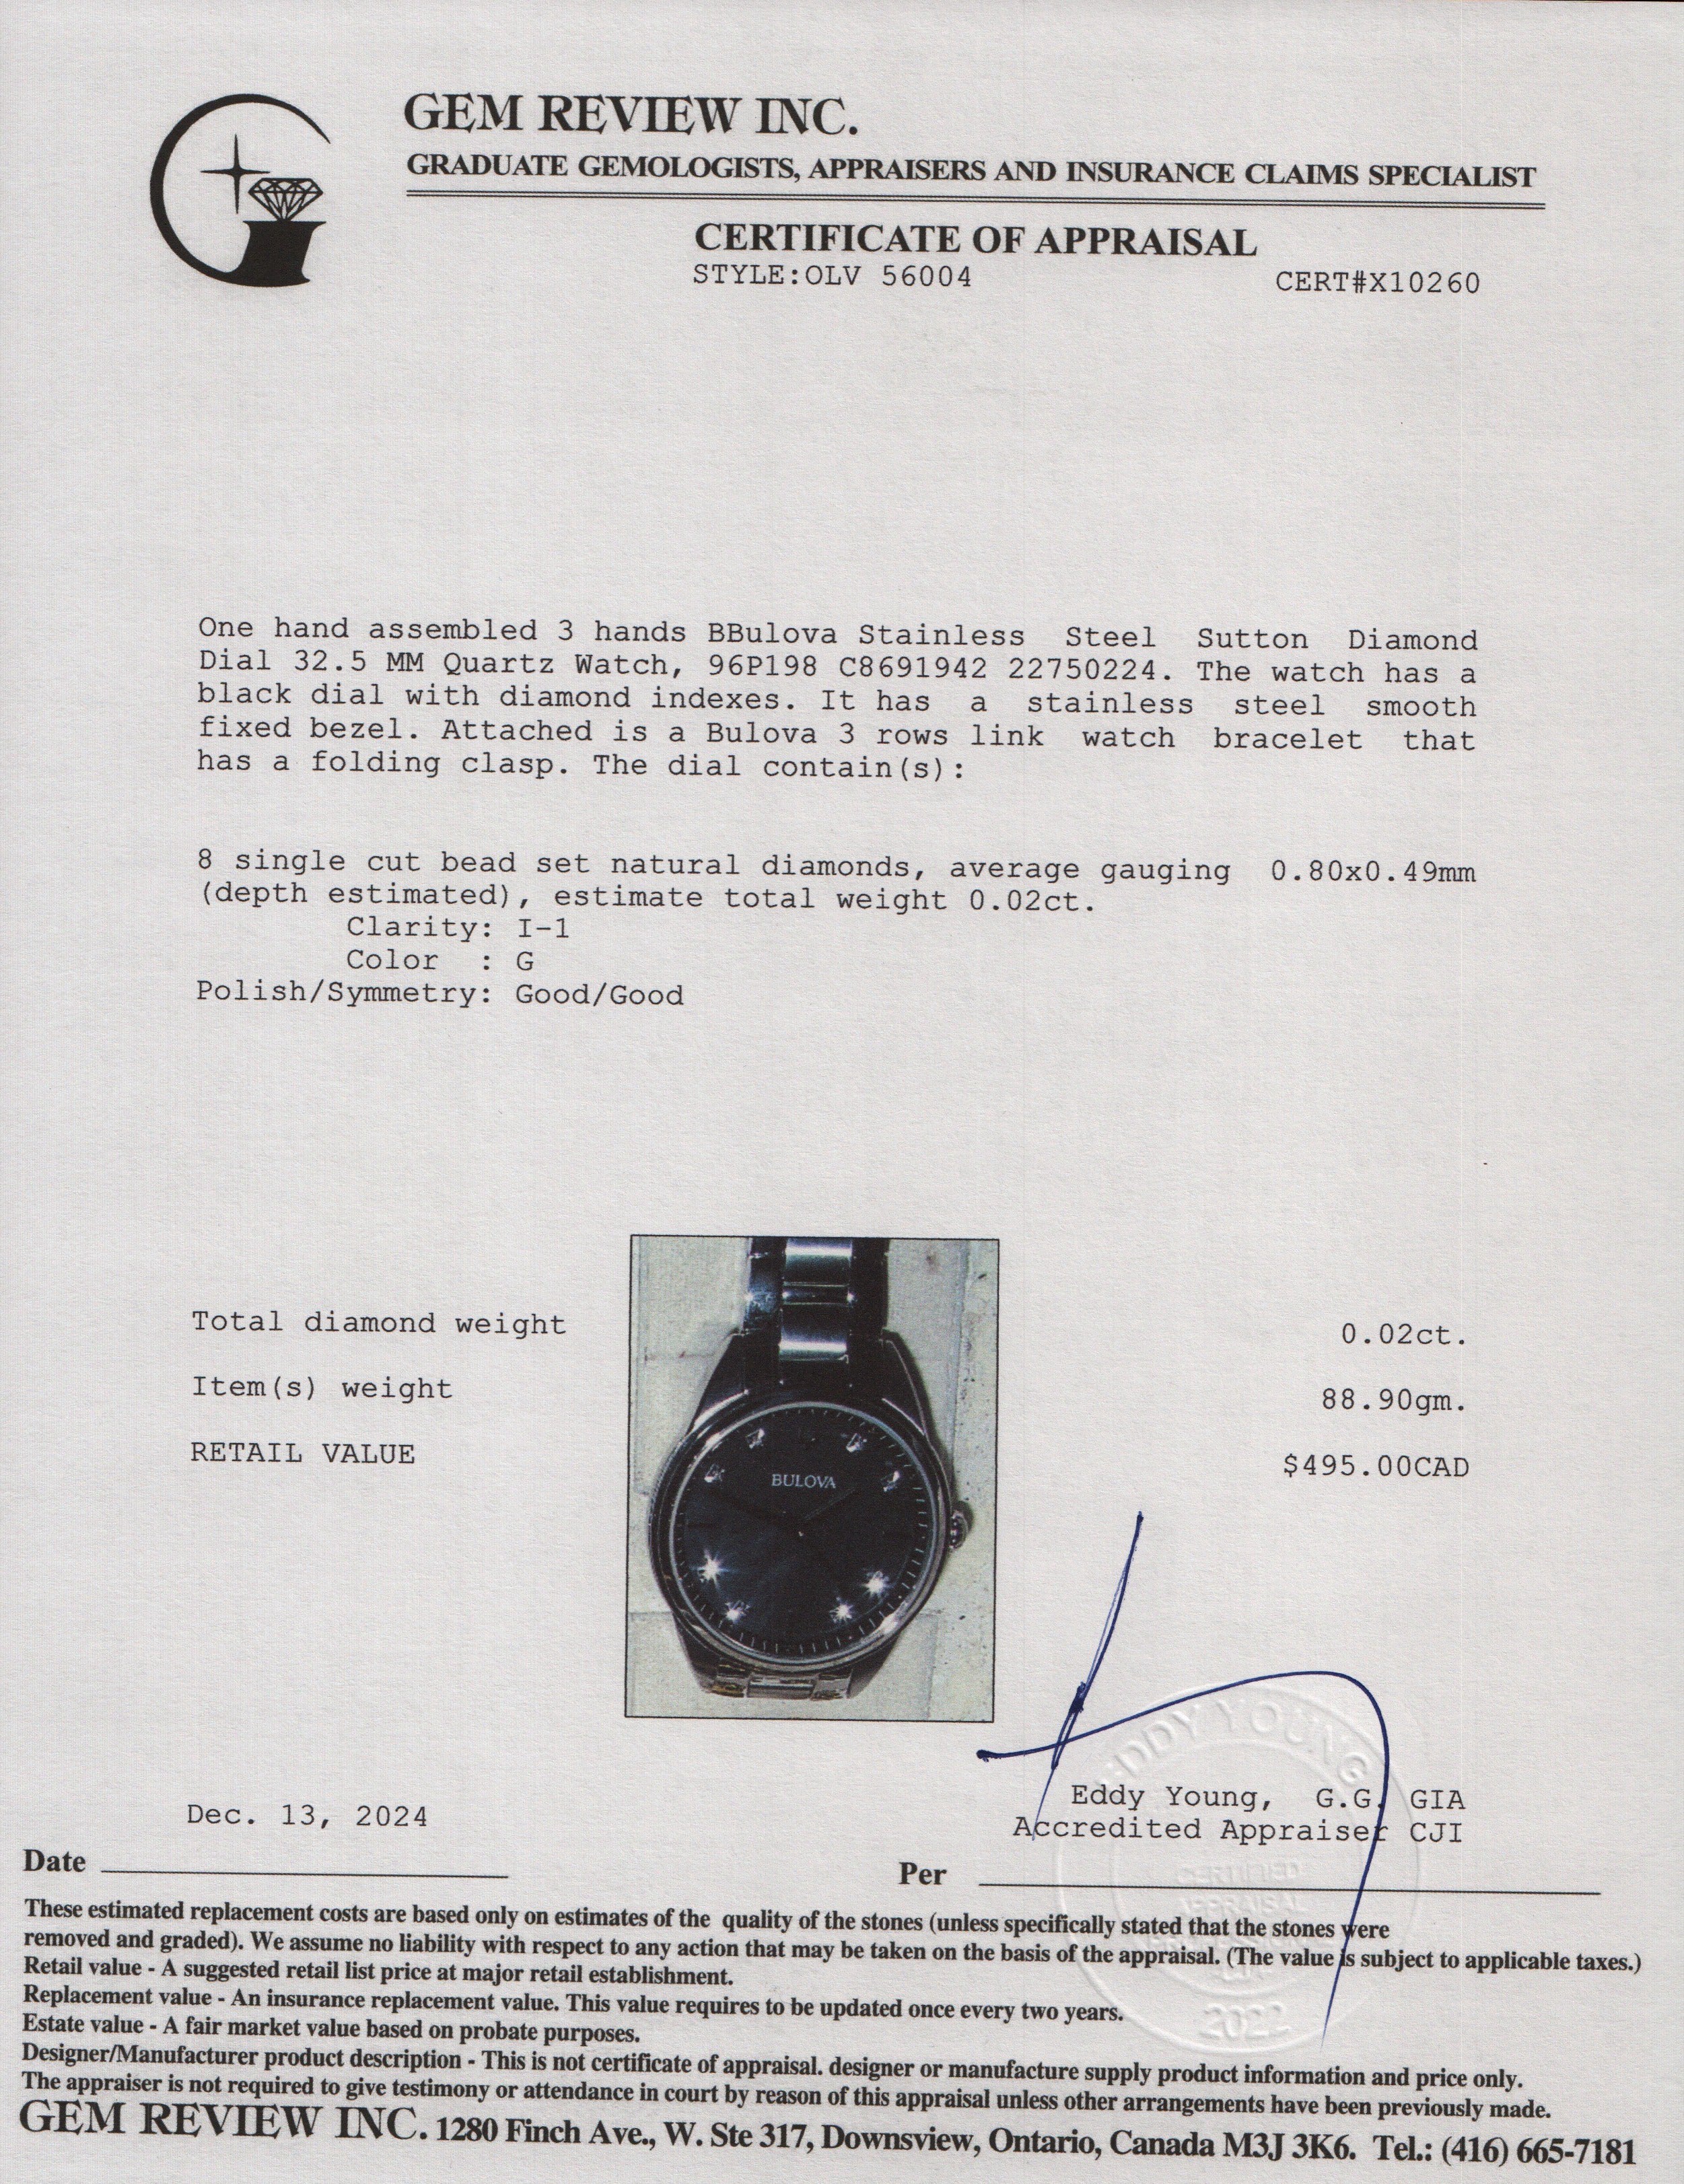 GEM REVIEW INC.
GRADUATE GEMOLOGISTS, APPRAISERS AND INSURANCE CLAIMS SPECIALIST
CERTIFICATE OF APPRAISAL
STYLE:OLV 56004
CERT#X10260
One hand assembled 3 hands BBulova Stainless Steel Sutton Diamond
Dial 32.5 MM Quartz Watch, 96P198 C8691942 22750224. The watch has a
black dial with diamond indexes. It has a stainless steel smooth
fixed bezel. Attached is a Bulova 3 rows link watch bracelet that
has a folding clasp. The dial contain(s):
8 single cut bead set natural diamonds, average gauging 0.80x0.49mm
(depth estimated), estimate total weight 0.02ct.
Clarity: I-1
Color : G
Polish/Symmetry: Good/Good
Total diamond weight 0.02ct.
Item(s) weight 88.90gm.
RETAIL VALUE $495.00CAD
BULOVA
EDDY YOUNG
Eddy Young, G.G. GIA
Dec. 13, 2024
Accredited Appraiser CJI
Date
Per
CERTIFIED
APPRAISAL
2022
These estimated replacement costs are based only on estimates of the quality of the stones (unless specifically stated that the stones were
removed and graded). We assume no liability with respect to any action that may be taken on the basis of the appraisal. (The value is subject to applicable taxes.)
Retail value - A suggested retail list price at major retail establishment.
Replacement value - An insurance replacement value. This value requires to be updated once every two years.
Estate value - A fair market value based on probate purposes.
Designer/Manufacturer product description - This is not certificate of appraisal. designer or manufacture supply product information and price only.
The appraiser is not required to give testimony or attendance in court by reason of this appraisal unless other arrangements have been previously made.
GEM REVIEW INC. 1280 Finch Ave., W. Ste 317, Downsview, Ontario, Canada M3J 3K6. Tel.: (416) 665-7181